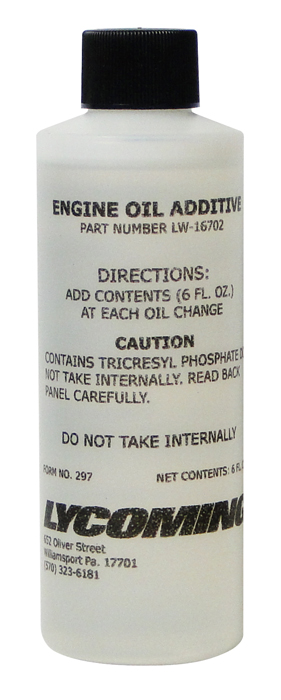 ENGINE OIL ADDITIVE
PART NUMBER LW-16702
DIRECTIONS:
ADD CONTENTS (6 FL. OZ.)
AT EACH OIL CHANGE
CAUTION
CONTAINS TRICRESYL PHOSPHATE DO
NOT TAKE INTERNALLY. READ BACK
PANEL CAREFULLY.
DO NOT TAKE INTERNALLY
FORM NO. 297 NET CONTENTS: 6 FL.
LYCOMING
652 Oliver Street
Williamsport Pa. 17701
(570) 323-6181